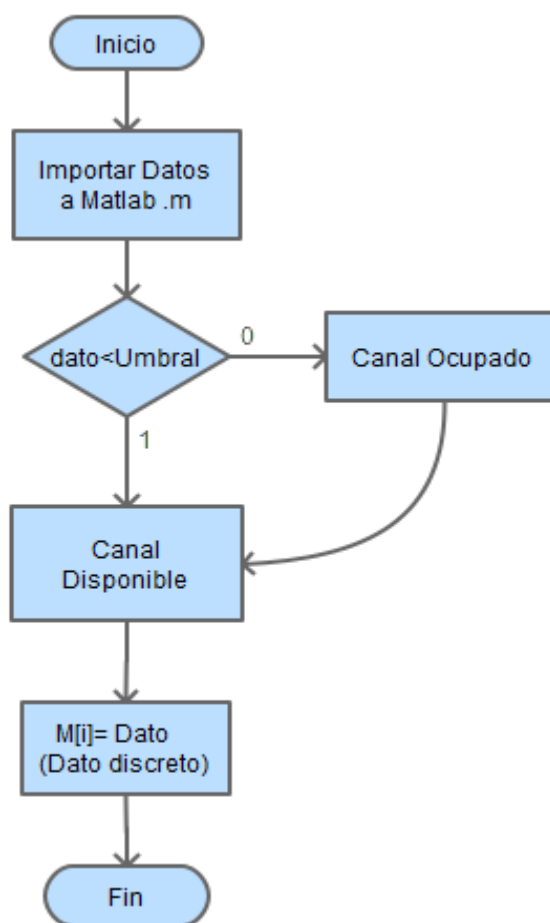 Inicio
Importar Datos
a Matlab .m
dato<Umbral
0
Canal Ocupado
1
Canal
Disponible
M[i]= Dato
(Dato discreto)
Fin